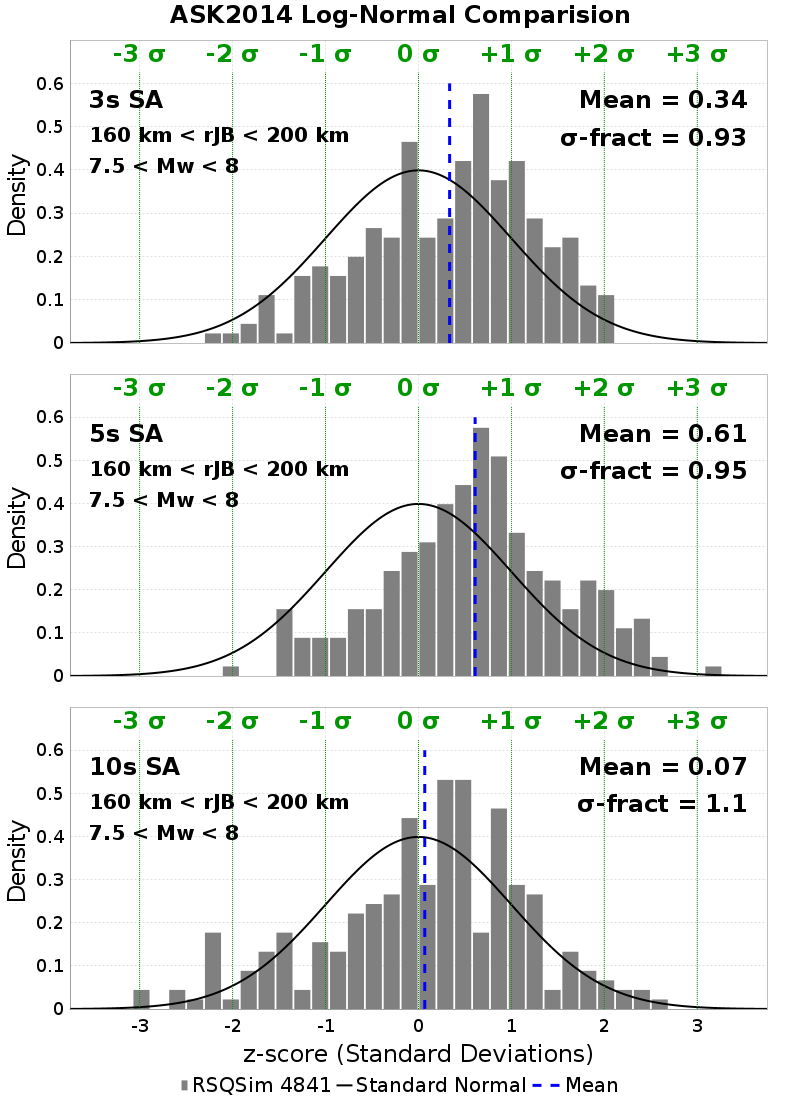 ASK2014 Log-Normal Comparision
-3 σ -2 σ -1 σ 0 σ +1 σ +2 σ +3 σ
3s SA
Mean = 0.34
160 km < rJB < 200 km
σ-fract = 0.93
7.5 < Mw < 8
Density
0.6
0.5
0.4
0.3
0.2
0.1
0
-3 σ -2 σ -1 σ 0 σ +1 σ +2 σ +3 σ
5s SA
Mean = 0.61
160 km < rJB < 200 km
σ-fract = 0.95
7.5 < Mw < 8
Density
0.6
0.5
0.4
0.3
0.2
0.1
0
-3 σ -2 σ -1 σ 0 σ +1 σ +2 σ +3 σ
10s SA
Mean = 0.07
160 km < rJB < 200 km
σ-fract = 1.1
7.5 < Mw < 8
Density
0.6
0.5
0.4
0.3
0.2
0.1
0
-3 -2 -1 0 1 2 3
z-score (Standard Deviations)
RSQSim 4841 Standard Normal Mean